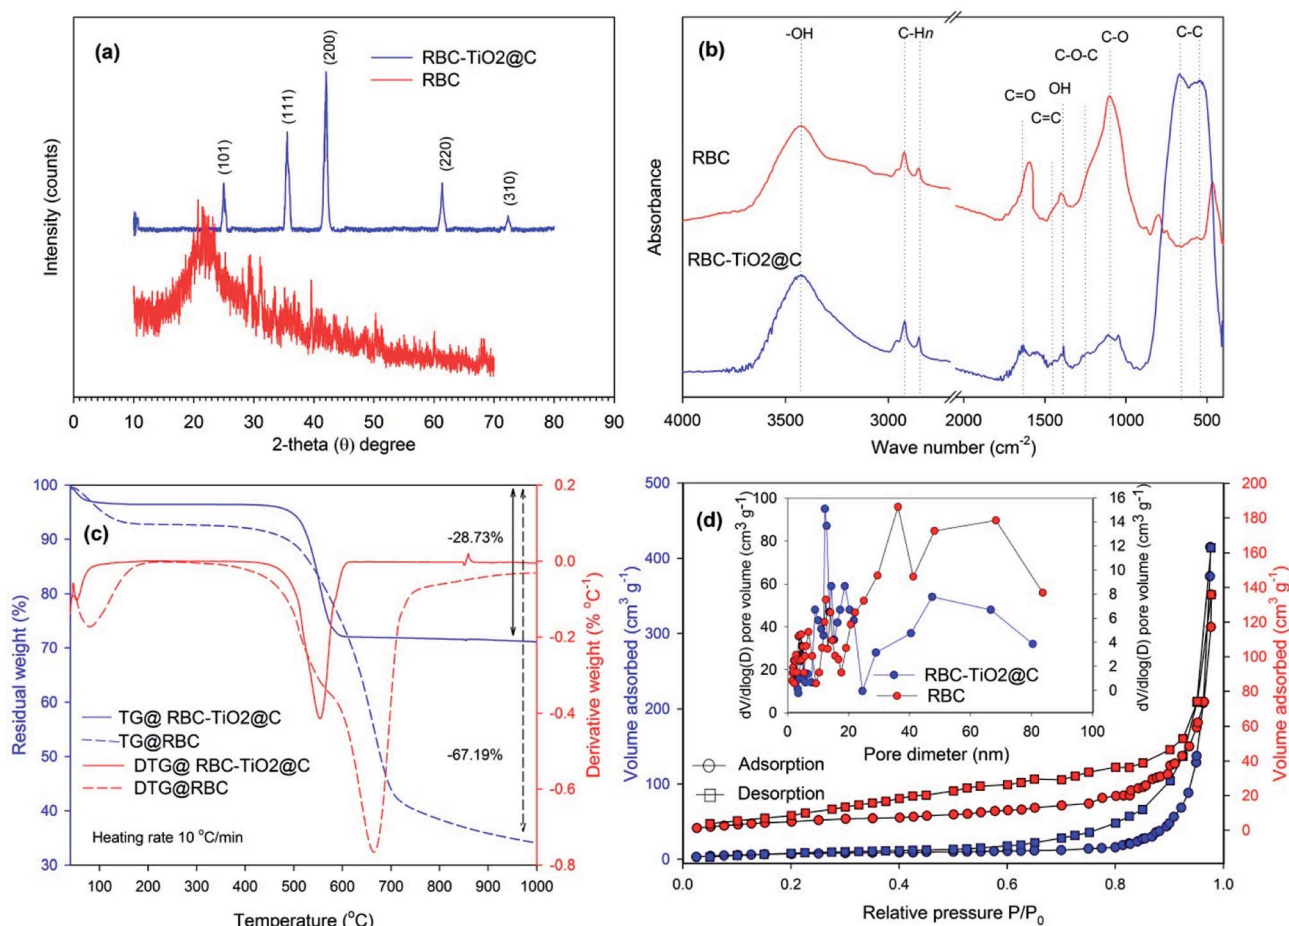 (a)
RBC-TiO2@C
RBC
(101)
(111)
(200)
(220)
(310)
Intensity (counts)
0 10 20 30 40 50 60 70 80 90
2-theta (θ) degree
(b)
-OH
C-Hn
C=O
C=C
OH
C-O-C
C-O
C-C
RBC
RBC-TiO2@C
Absorbance
4000 3500 3000 2000 1500 1000 500
Wave number (cm-2)
(c)
100
90
80
70
60
50
40
30
Residual weight (%)
0.2
0.0
-0.2
-0.4
-0.6
-0.8
Derivative weight (% oC-1)
-28.73%
-67.19%
TG@ RBC-TiO2@C
TG@RBC
DTG@ RBC-TiO2@C
DTG@RBC
Heating rate 10 oC/min
100 200 300 400 500 600 700 800 900 1000
Temperature (oC)
(d)
500
400
300
200
100
0
Volume adsorbed (cm3 g-1)
200
180
160
140
120
100
80
60
40
20
0
Volume adsorbed (cm3 g-1)
100
80
60
40
20
0
dV/dlog(D) pore volume (cm3 g-1)
16
14
12
10
8
6
4
2
0
dV/dlog(D) pore volume (cm3 g-1)
RBC-TiO2@C
RBC
0 20 40 60 80 100
Pore dimeter (nm)
Adsorption
Desorption
0.0 0.2 0.4 0.6 0.8 1.0
Relative pressure P/P0